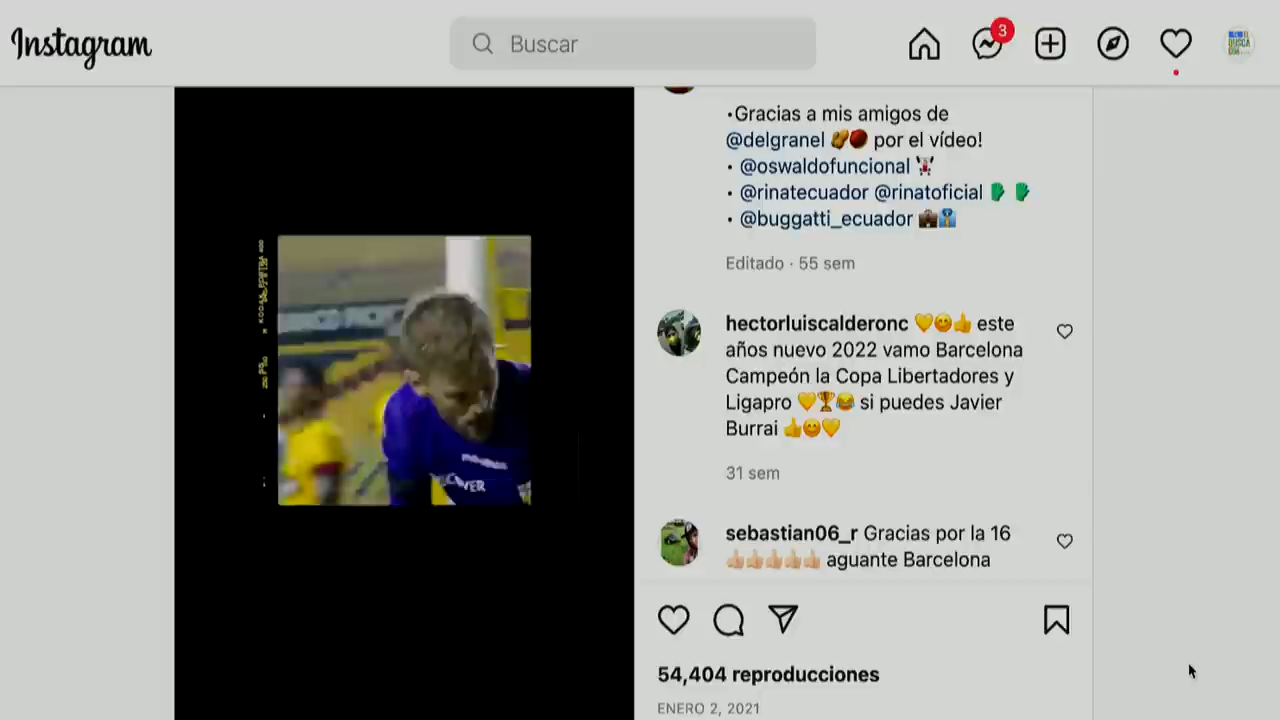 Instagram
Buscar
3
•Gracias a mis amigos de
@delgranel 🥜🏀 por el vídeo!
• @oswaldofuncional 🏋
• @rinatecuador @rinatoficial 🧤 🧤
• @buggatti_ecuador 💼👔
Editado · 55 sem
hectorluiscalderonc 💛😊👍 este
años nuevo 2022 vamo Barcelona
Campeón la Copa Libertadores y
Ligapro 💛🏆😂 si puedes Javier
Burrai 👍😊💛
31 sem
sebastian06_r Gracias por la 16
👍🏻👍🏻👍🏻👍🏻👍🏻 aguante Barcelona
54,404 reproducciones
ENERO 2, 2021